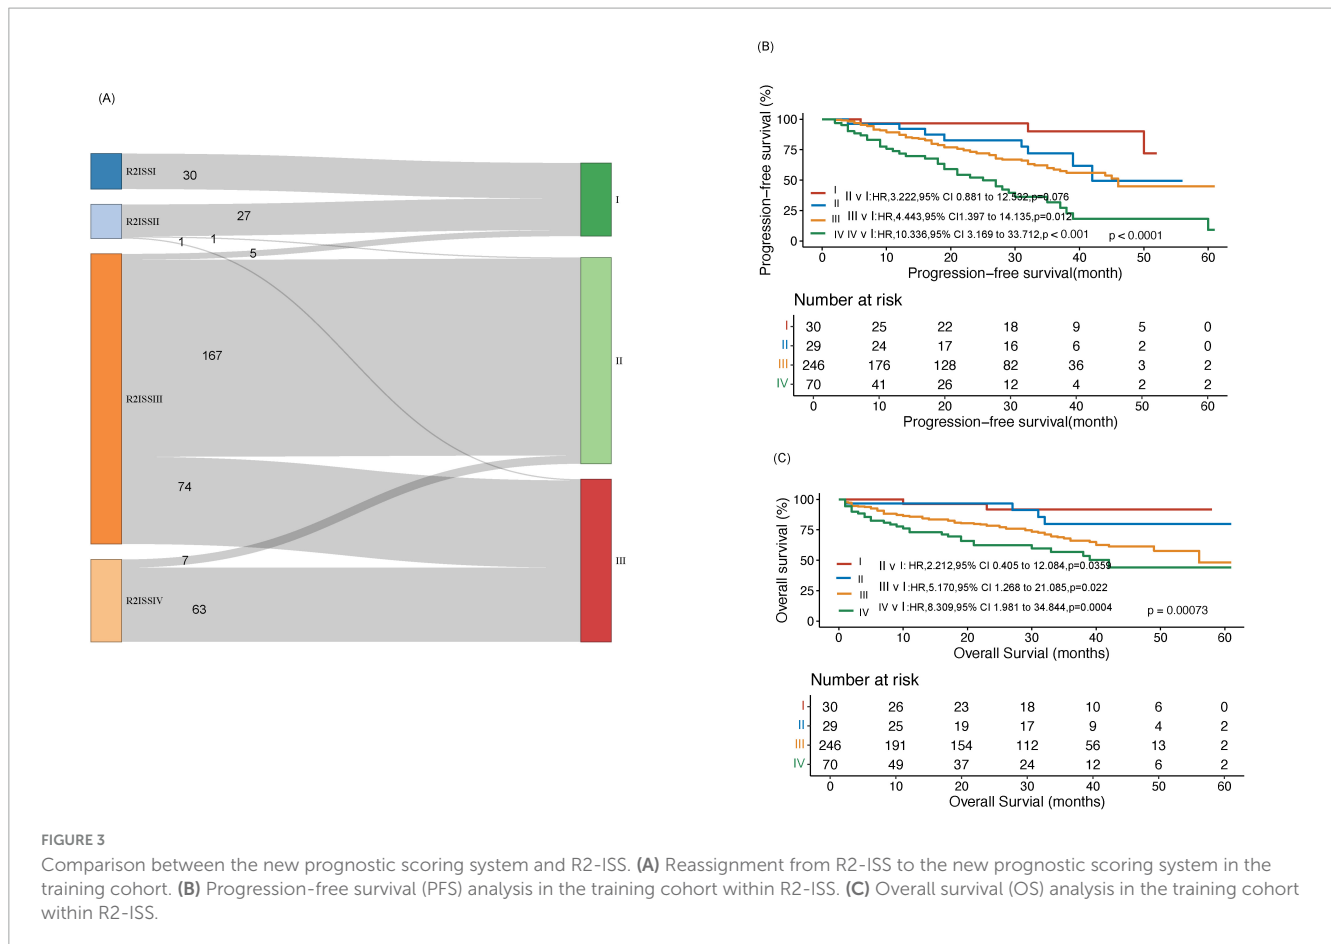 (A)
R2ISSI
30
R2ISSII
27
1
1
5
R2ISSIII
167
74
7
R2ISSIV
63
I
II
III
(B)
Progression-free survival (%)
100
75
50
25
0
I II v I:HR,3.222,95% CI 0.881 to 12.532,p=0.076
II
III III v I:HR,4.443,95% CI1.397 to 14.135,p=0.012
IV IV v I:HR,10.336,95% CI 3.169 to 33.712,p < 0.001 p < 0.0001
0 10 20 30 40 50 60
Progression-free survival(month)
Number at risk
I 30 25 22 18 9 5 0
II 29 24 17 16 6 2 0
III 246 176 128 82 36 3 2
IV 70 41 26 12 4 2 2
0 10 20 30 40 50 60
Progression-free survival(month)
(C)
Overall survival (%)
100
75
50
25
0
I II v I:HR,2.212,95% CI 0.405 to 12.084,p=0.0359
II
III III v I:HR,5.170,95% CI 1.268 to 21.085,p=0.022
IV IV v I:HR,8.309,95% CI 1.981 to 34.844,p=0.0004 p = 0.00073
0 10 20 30 40 50 60
Overall Survial (months)
Number at risk
I 30 26 23 18 10 6 0
II 29 25 19 17 9 4 2
III 246 191 154 112 56 13 2
IV 70 49 37 24 12 6 2
0 10 20 30 40 50 60
Overall Survial (months)
FIGURE 3
Comparison between the new prognostic scoring system and R2-ISS. (A) Reassignment from R2-ISS to the new prognostic scoring system in the
training cohort. (B) Progression-free survival (PFS) analysis in the training cohort within R2-ISS. (C) Overall survival (OS) analysis in the training cohort
within R2-ISS.